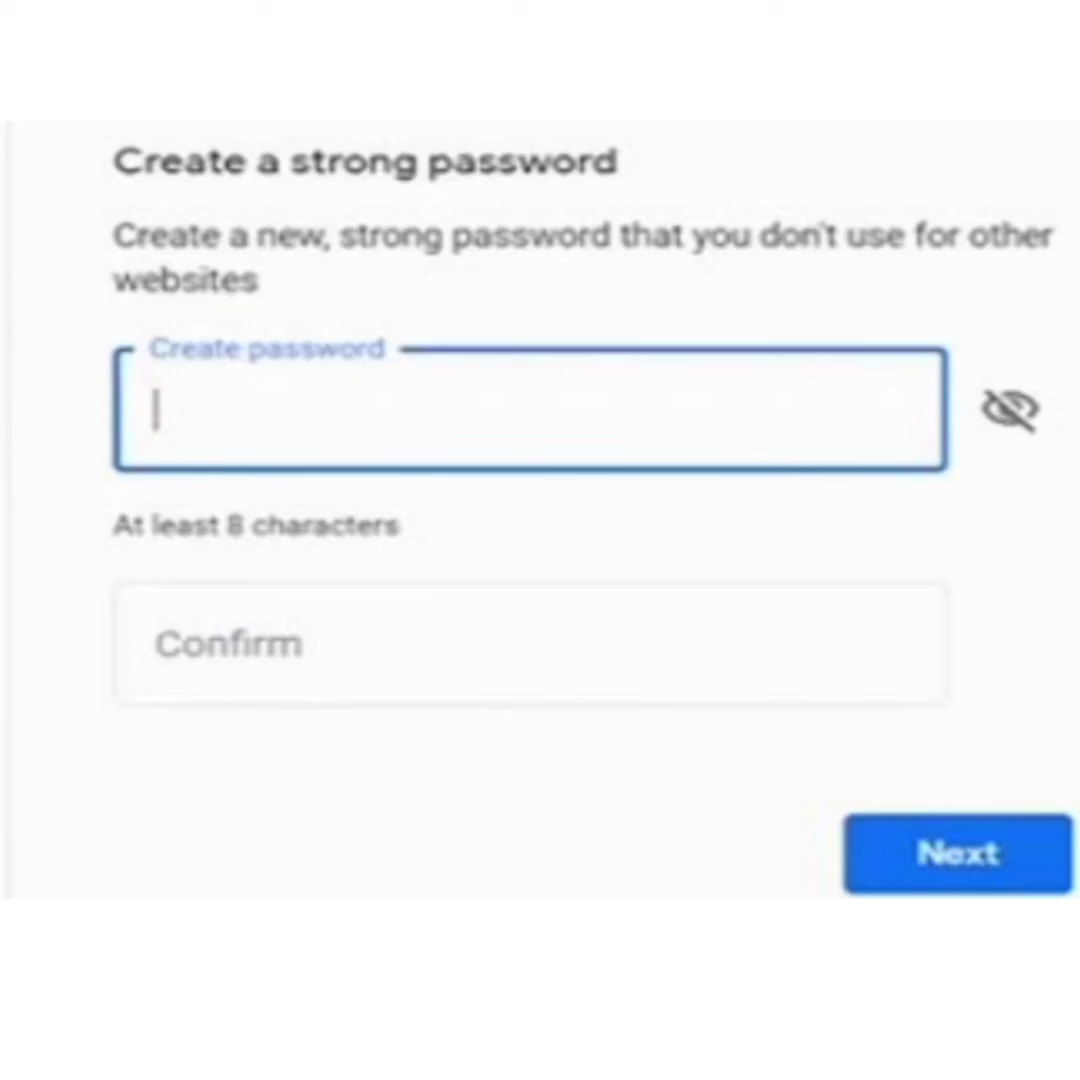 Create a strong password
Create a new, strong password that you don't use for other
websites
Create password
At least 8 characters
Confirm
Next